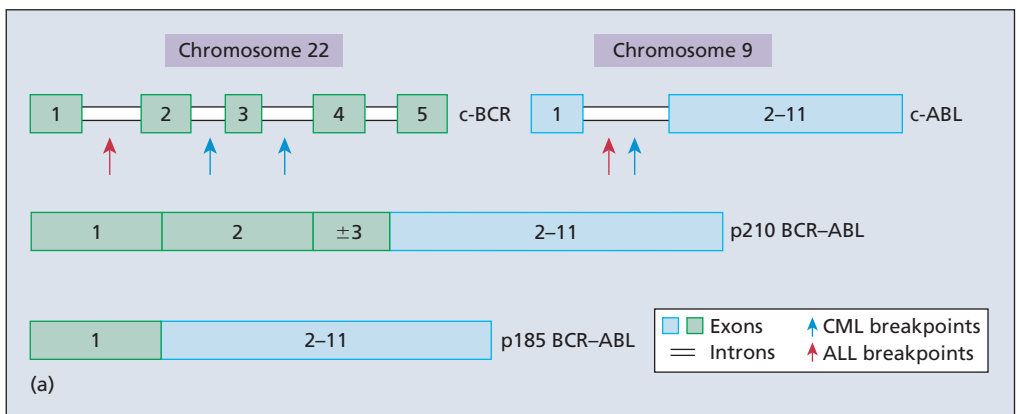 Chromosome 22
Chromosome 9
1 2 3 4 5 c-BCR
1 2–11 c-ABL
1 2 ±3 2–11 p210 BCR–ABL
1 2–11 p185 BCR–ABL
Exons
Introns
CML breakpoints
ALL breakpoints
(a)